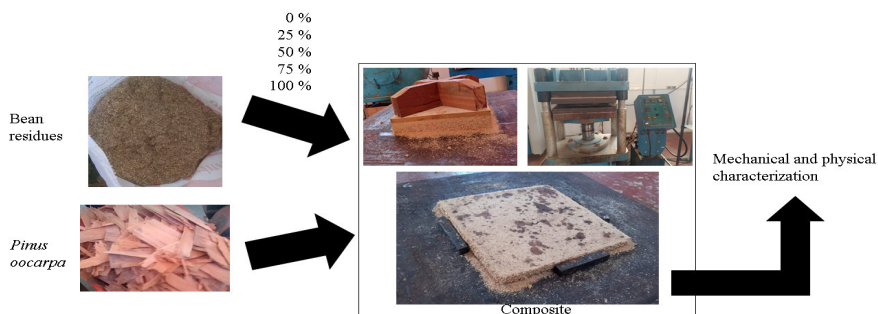 0 %
25 %
50 %
75 %
100 %
Bean
residues
Pinus
oocarpa
Composite
Mechanical and physical
characterization